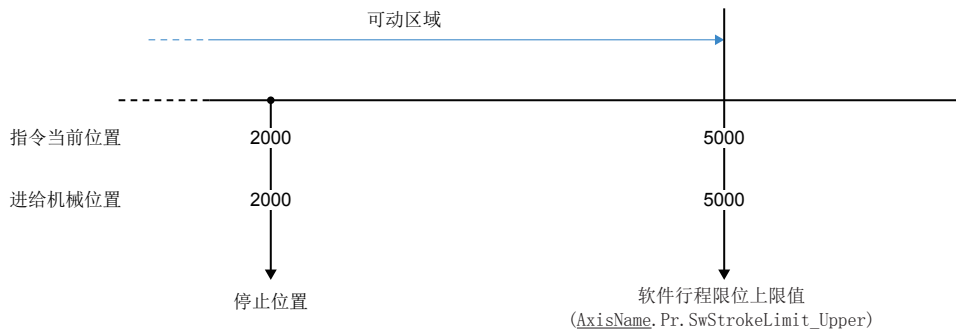 可动区域
指令当前位置 2000 5000
进给机械位置 2000 5000
停止位置
软件行程限位上限值
(AxisName.Pr.SwStrokeLimit_Upper)